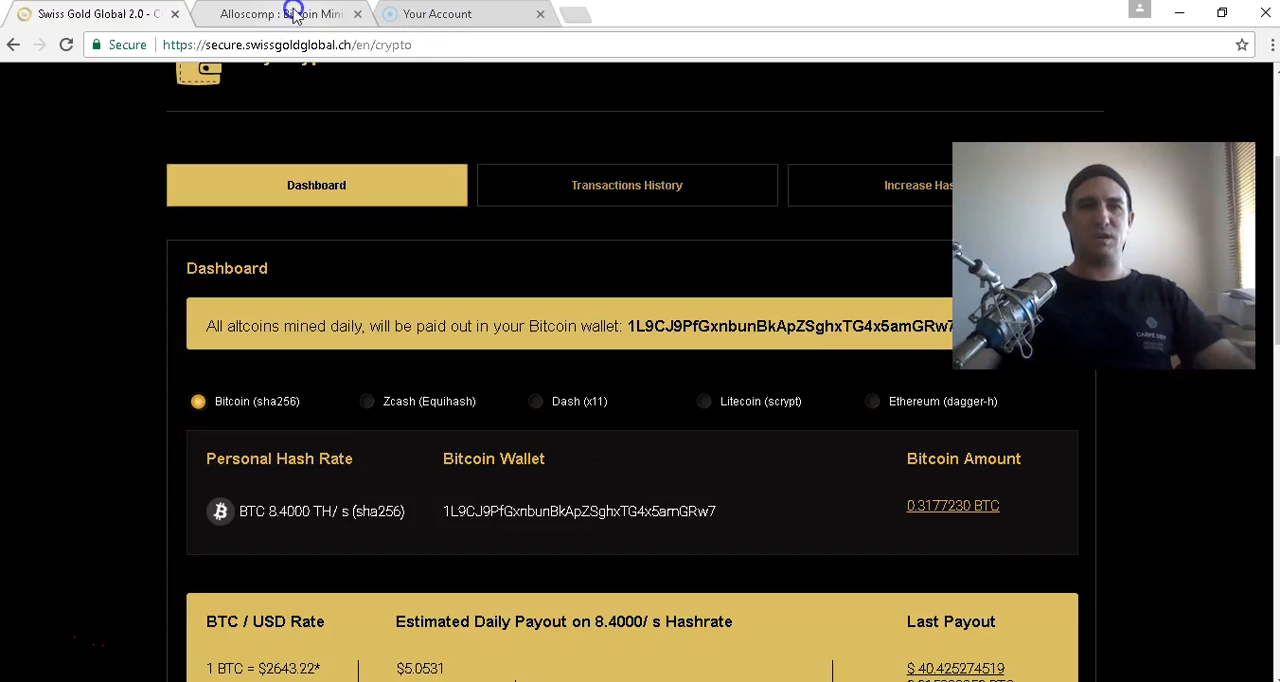 Swiss Gold Global 2.0 - C
Alloscomp : Bitcoin Mini
Your Account
Secure
https://secure.swissgoldglobal.ch/en/crypto
Dashboard
Transactions History
Increase Has
Dashboard
All altcoins mined daily, will be paid out in your Bitcoin wallet: 1L9CJ9PfGxnbunBkApZSghxTG4x5amGRw7
Bitcoin (sha256)
Zcash (Equihash)
Dash (x11)
Litecoin (scrypt)
Ethereum (dagger-h)
Personal Hash Rate
Bitcoin Wallet
Bitcoin Amount
BTC 8.4000 TH/ s (sha256)
1L9CJ9PfGxnbunBkApZSghxTG4x5amGRw7
0.3177230 BTC
BTC / USD Rate
Estimated Daily Payout on 8.4000/ s Hashrate
Last Payout
1 BTC = $2643.22*
$5.0531
$ 40.425274519
CARPE DIEM